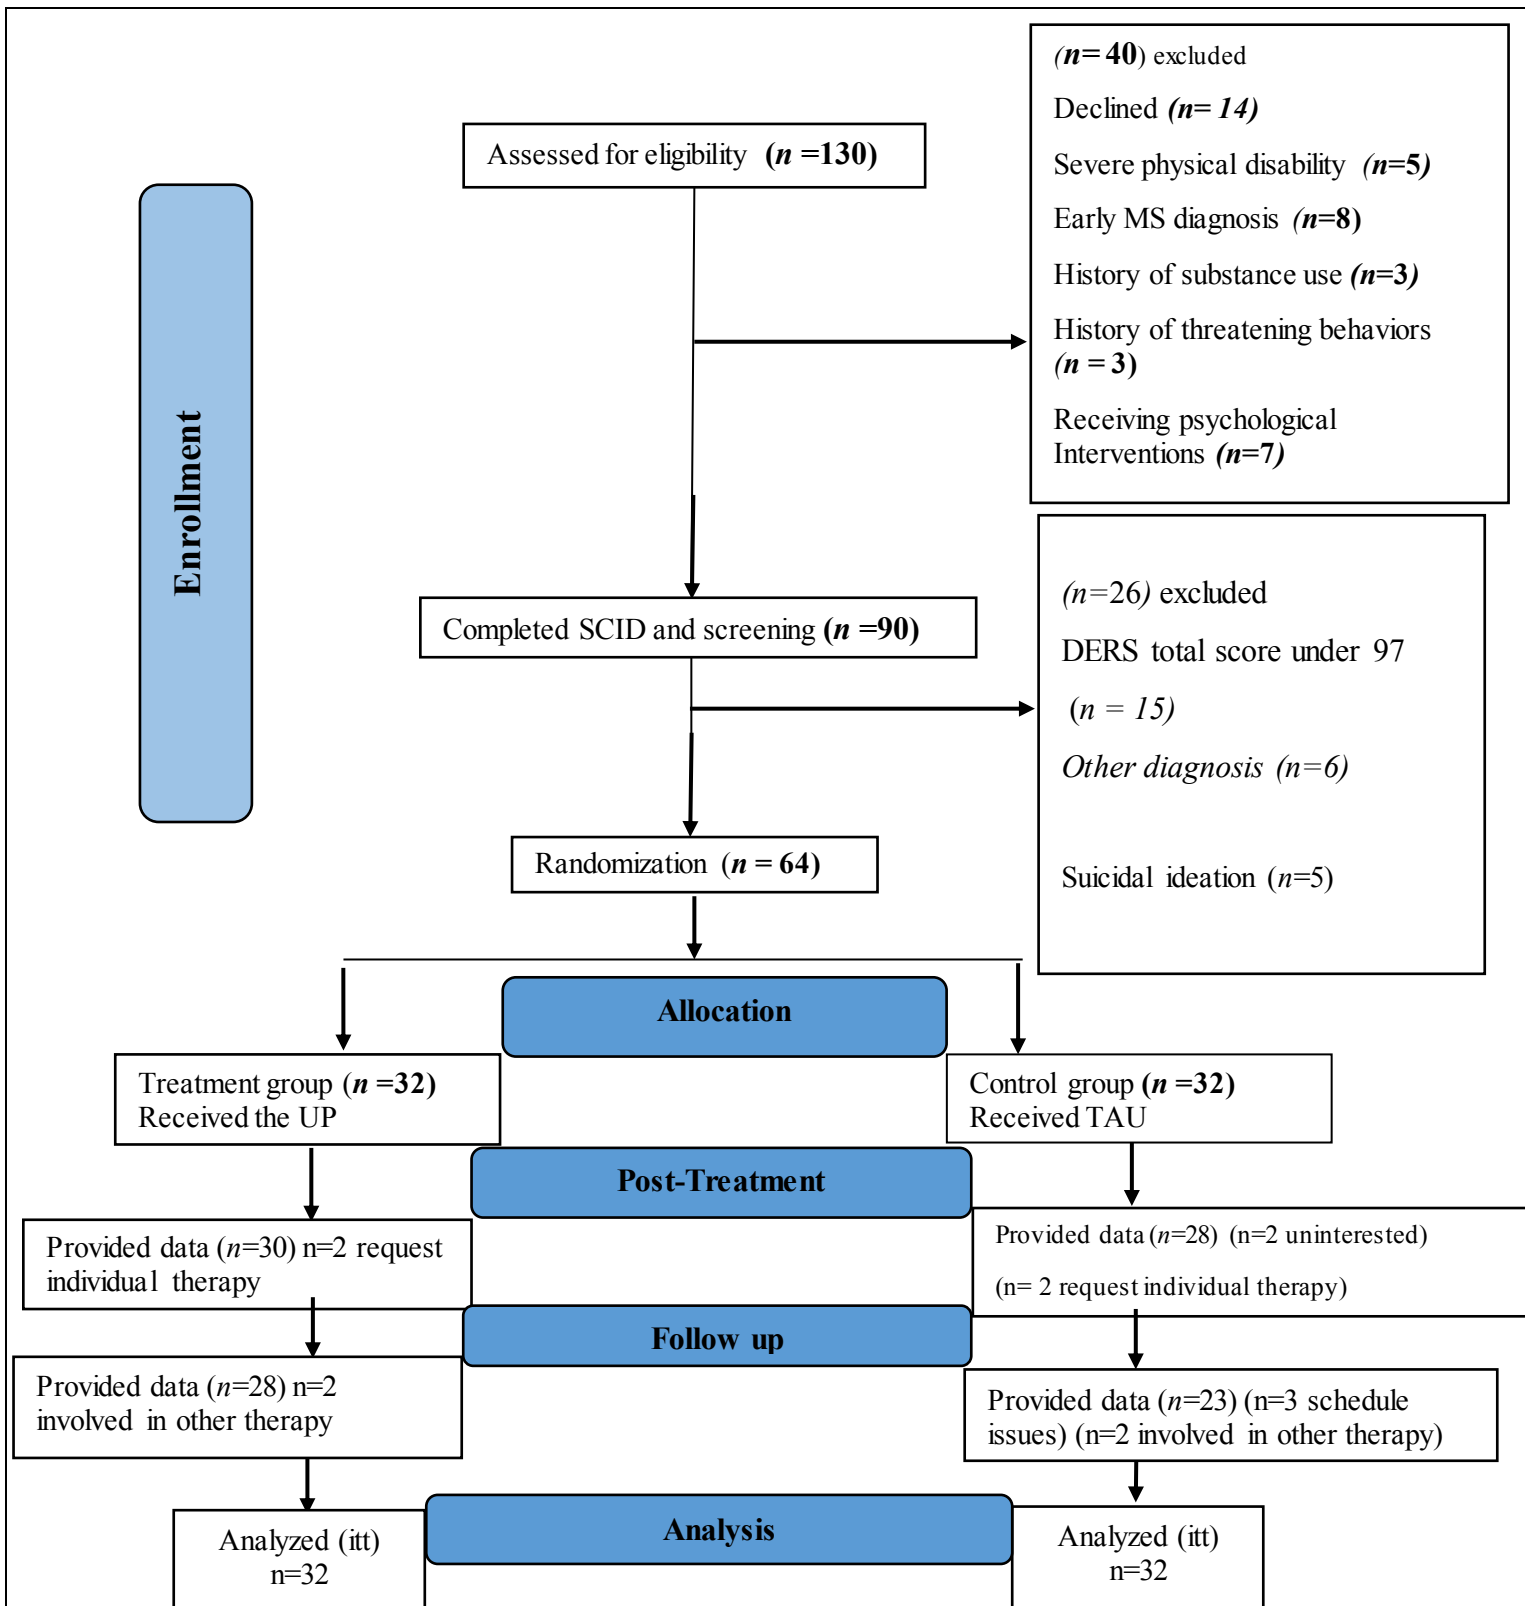 (n= 40) excluded
Declined (n= 14)
Severe physical disability (n=5)
Early MS diagnosis (n=8)
History of substance use (n=3)
History of threatening behaviors
(n = 3)
Receiving psychological
Interventions (n=7)
Assessed for eligibility (n =130)
Enrollment
Completed SCID and screening (n =90)
(n=26) excluded
DERS total score under 97
(n = 15)
Other diagnosis (n=6)
Suicidal ideation (n=5)
Randomization (n = 64)
Allocation
Treatment group (n =32)
Received the UP
Control group (n =32)
Received TAU
Post-Treatment
Provided data (n=30) n=2 request
individual therapy
Provided data (n=28) (n=2 uninterested)
(n= 2 request individual therapy)
Follow up
Provided data (n=28) n=2
involved in other therapy
Provided data (n=23) (n=3 schedule
issues) (n=2 involved in other therapy)
Analysis
Analyzed (itt)
n=32
Analyzed (itt)
n=32